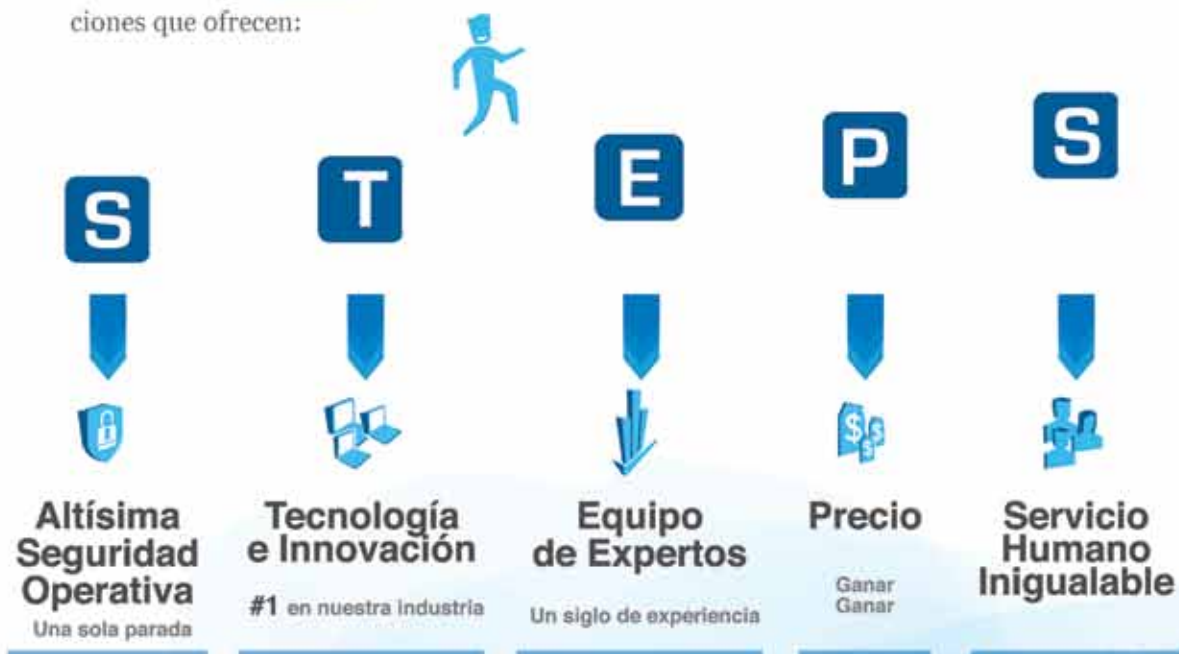 ciones que ofrecen:
S
T
E
P
S
Altísima
Seguridad
Operativa
Una sola parada
Tecnología
e Innovación
#1 en nuestra industria
Equipo
de Expertos
Un siglo de experiencia
Precio
Ganar
Ganar
Servicio
Humano
Inigualable